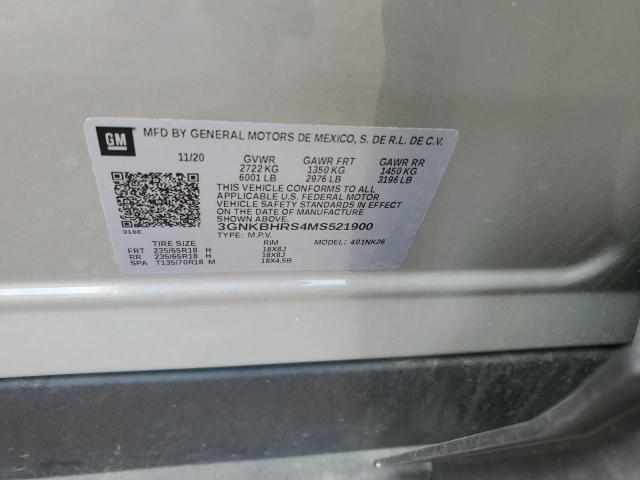 GM MFD BY GENERAL MOTORS DE MEXICO, S. DE R.L. DE C.V.
11/20 GVWR GAWR FRT GAWR RR
2722 KG 1350 KG 1450 KG
6001 LB 2976 LB 3196 LB
THIS VEHICLE CONFORMS TO ALL
APPLICABLE U.S. FEDERAL MOTOR
VEHICLE SAFETY STANDARDS IN
EFFECT ON THE DATE OF MANUFACTURE
SHOWN ABOVE.
3GNKBHRS4MS521900
316E TYPE: M.P.V.
TIRE SIZE RIM MODEL: 401NK26
FRT 235/65R18 H 18X8J
RR 235/65R18 H 18X8J
SPA T135/70R18 M 18X4.5B